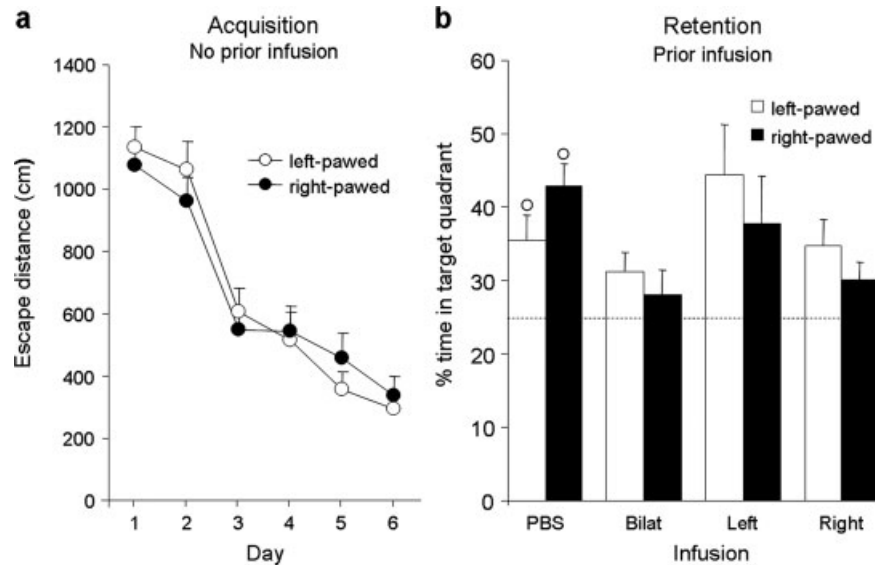 a
Acquisition
No prior infusion
1400
1200
1000
800
600
400
200
0
Escape distance (cm)
left-pawed
right-pawed
1 2 3 4 5 6
Day
b
Retention
Prior infusion
60
50
40
30
20
10
0
% time in target quadrant
left-pawed
right-pawed
PBS Bilat Left Right
Infusion